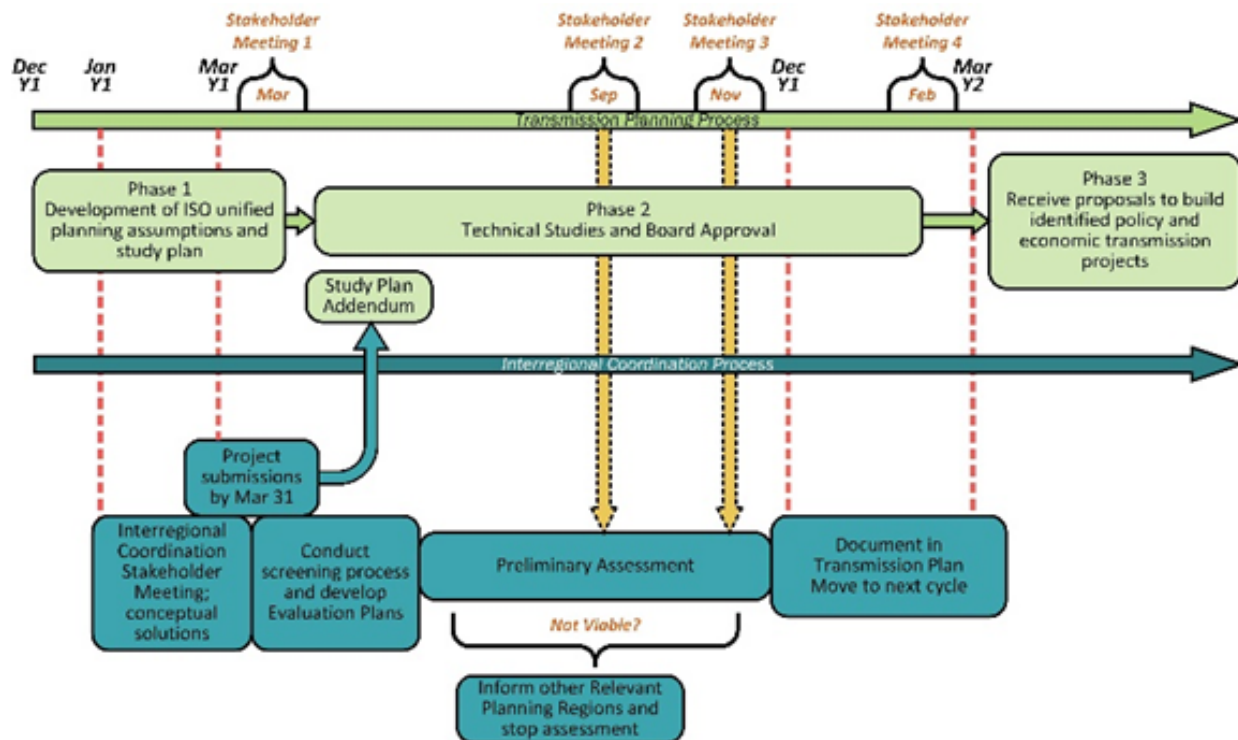 Stakeholder
Meeting 1
Stakeholder
Meeting 2
Stakeholder
Meeting 3
Stakeholder
Meeting 4
Dec
Y1
Jan
Y1
Mar
Y1
Mar
Sep
Nov
Dec
Y1
Feb
Mar
Y2
Transmission Planning Process
Phase 1
Development of ISO unified
planning assumptions and
study plan
Phase 2
Technical Studies and Board Approval
Phase 3
Receive proposals to build
identified policy and
economic transmission
projects
Study Plan
Addendum
Interregional Coordination Process
Project
submissions
by Mar 31
Interregional
Coordination
Stakeholder
Meeting;
conceptual
solutions
Conduct
screening process
and develop
Evaluation Plans
Preliminary Assessment
Document in
Transmission Plan
Move to next cycle
Not Viable?
Inform other Relevant
Planning Regions and
stop assessment